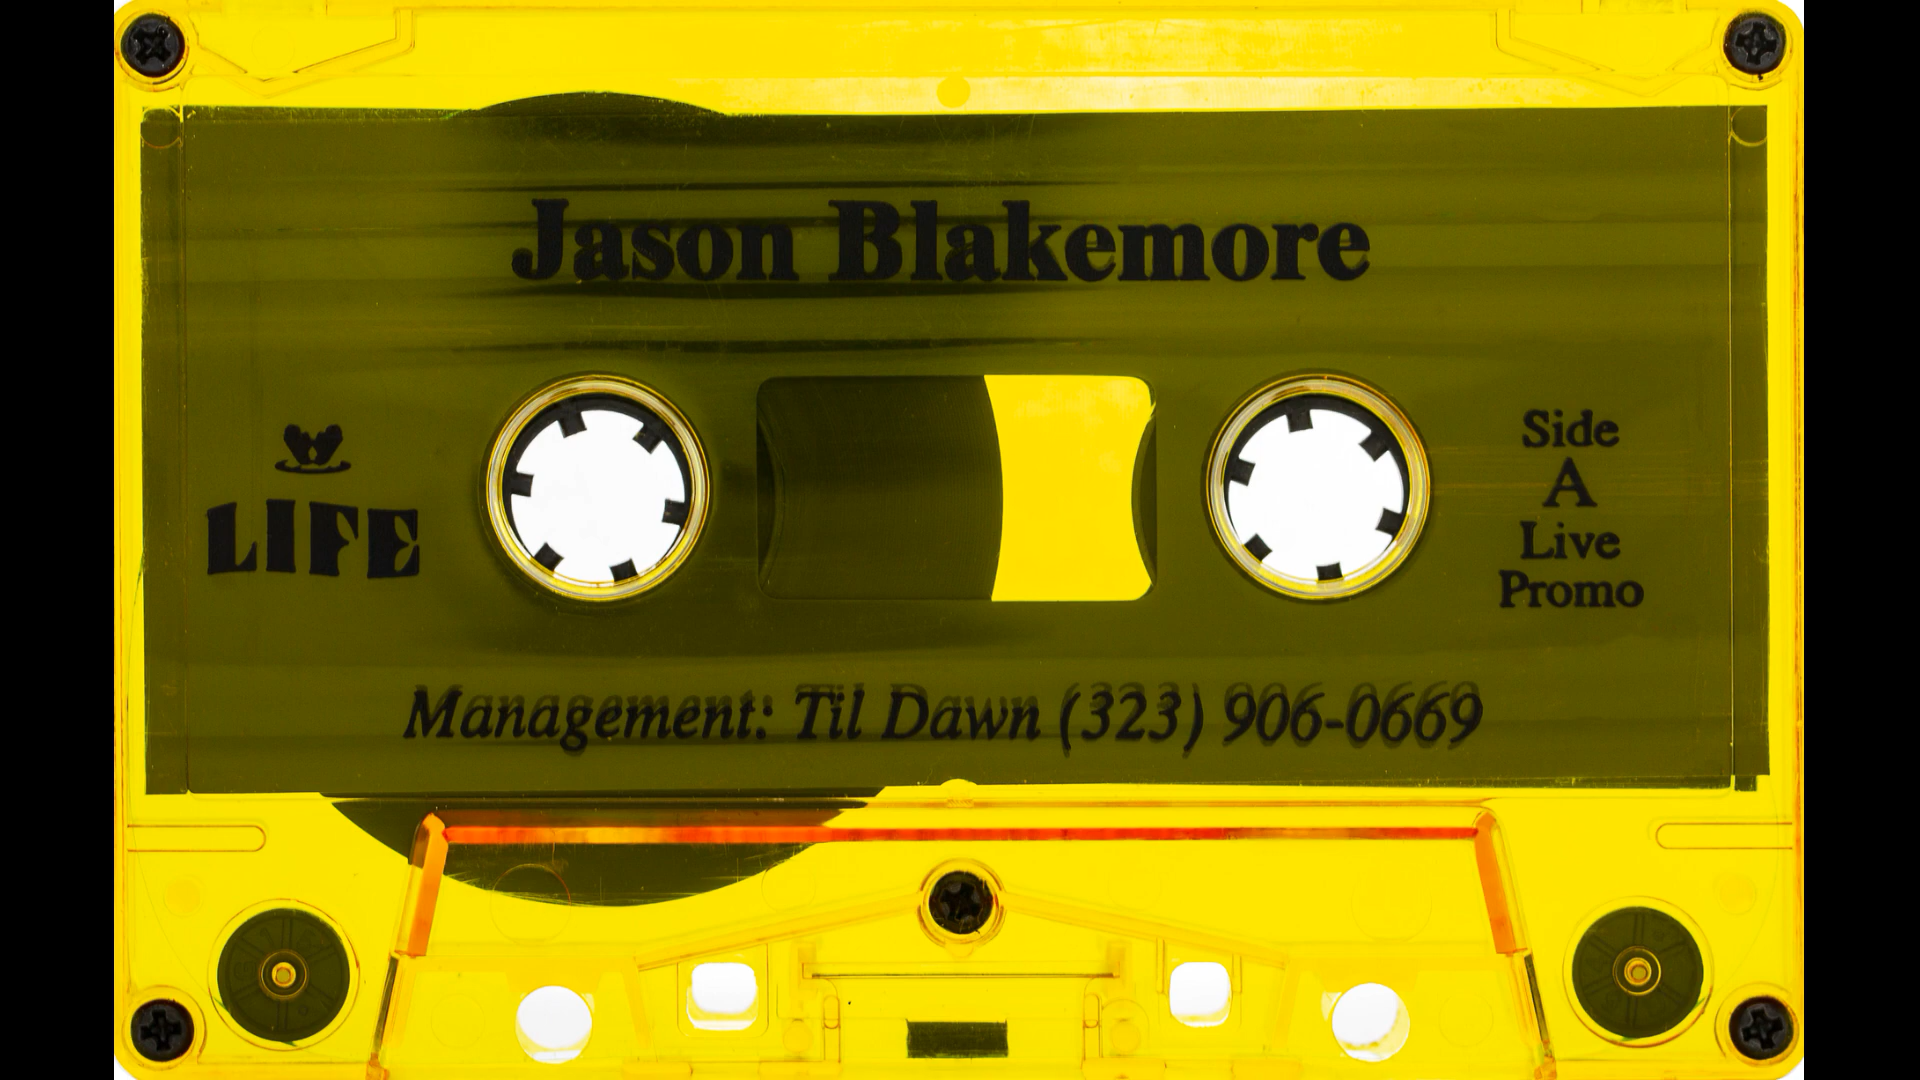 Jason Blakemore
LIFE
Side
A
Live
Promo
Management: Til Dawn (323) 906-0669